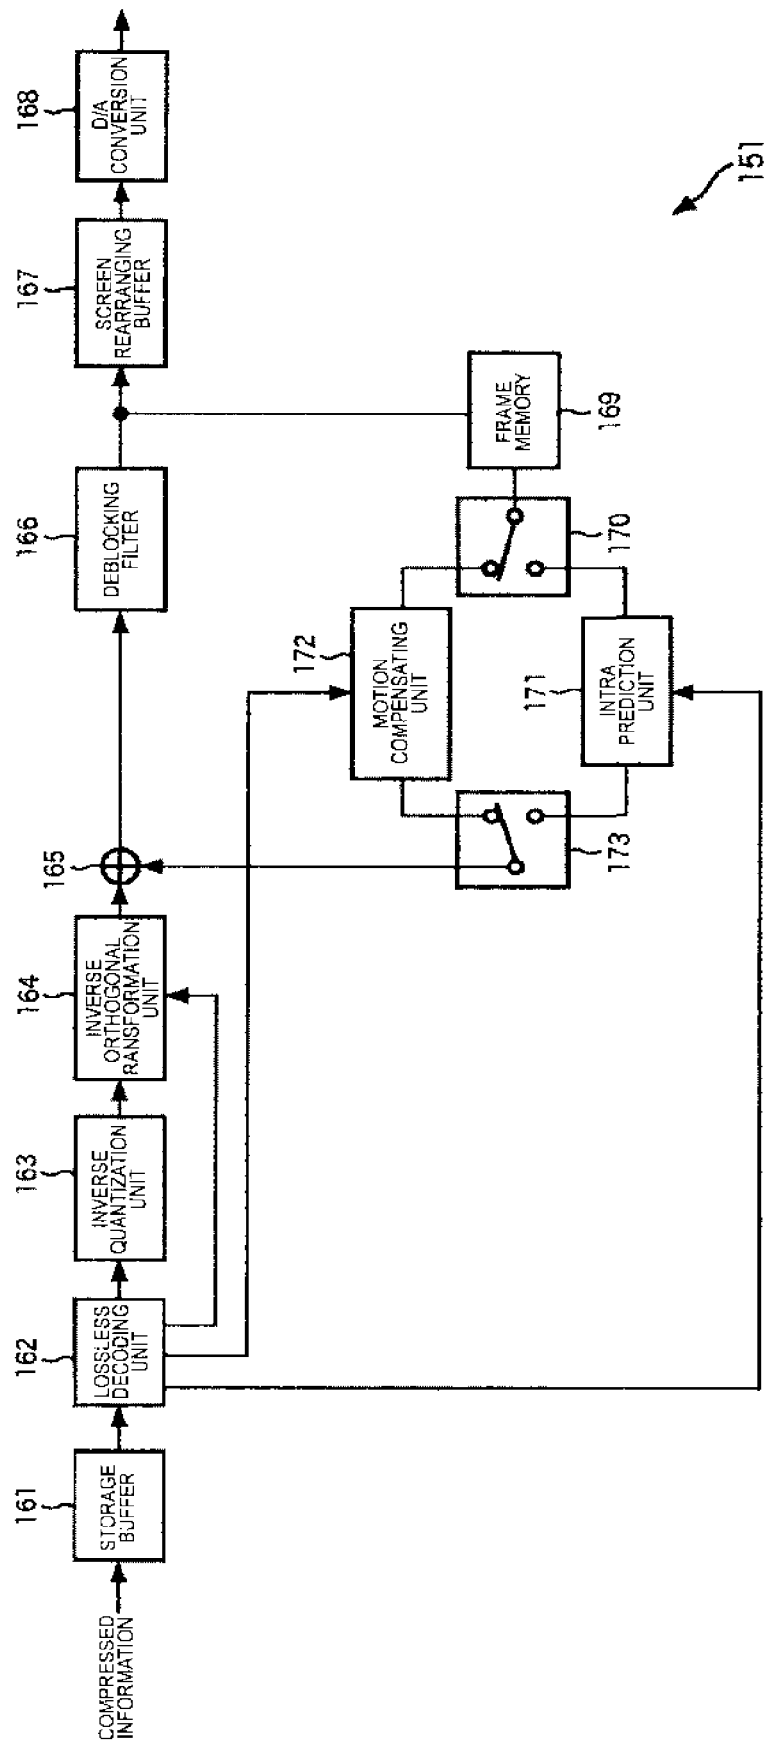 COMPRESSED
INFORMATION
161
STORAGE
BUFFER
162
LOSSLESS
DECODING
UNIT
163
INVERSE
QUANTIZATION
UNIT
164
INVERSE
ORTHOGONAL
RANSFORMATION
UNIT
165
166
DEBLOCKING
FILTER
167
SCREEN
REARRANGING
BUFFER
168
D/A
CONVERSION
UNIT
172
MOTION
COMPENSATING
UNIT
171
INTRA
PREDICTION
UNIT
173
170
FRAME
MEMORY
169
151